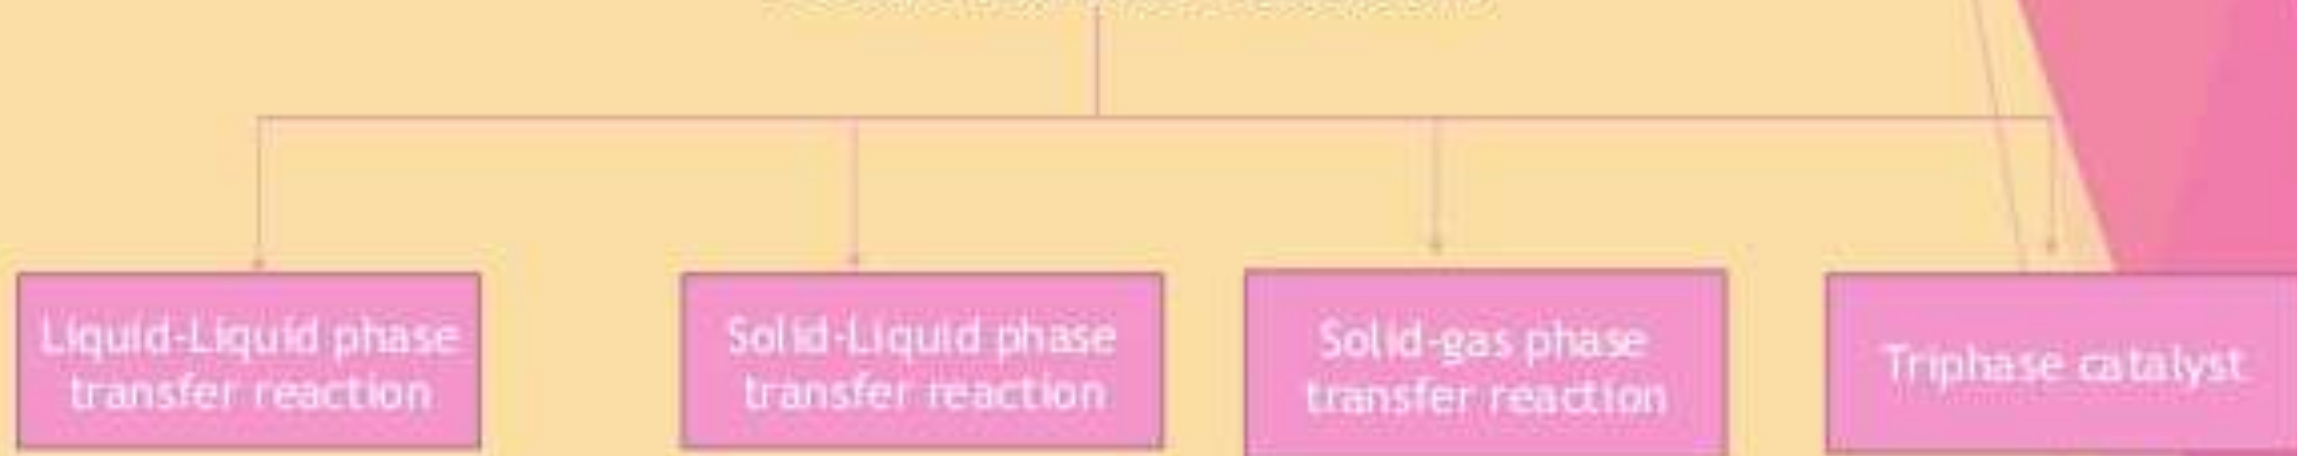 Liquid-Liquid phase
transfer reaction
Solid-Liquid phase
transfer reaction
Solid-gas phase
transfer reaction
Triphase catalyst